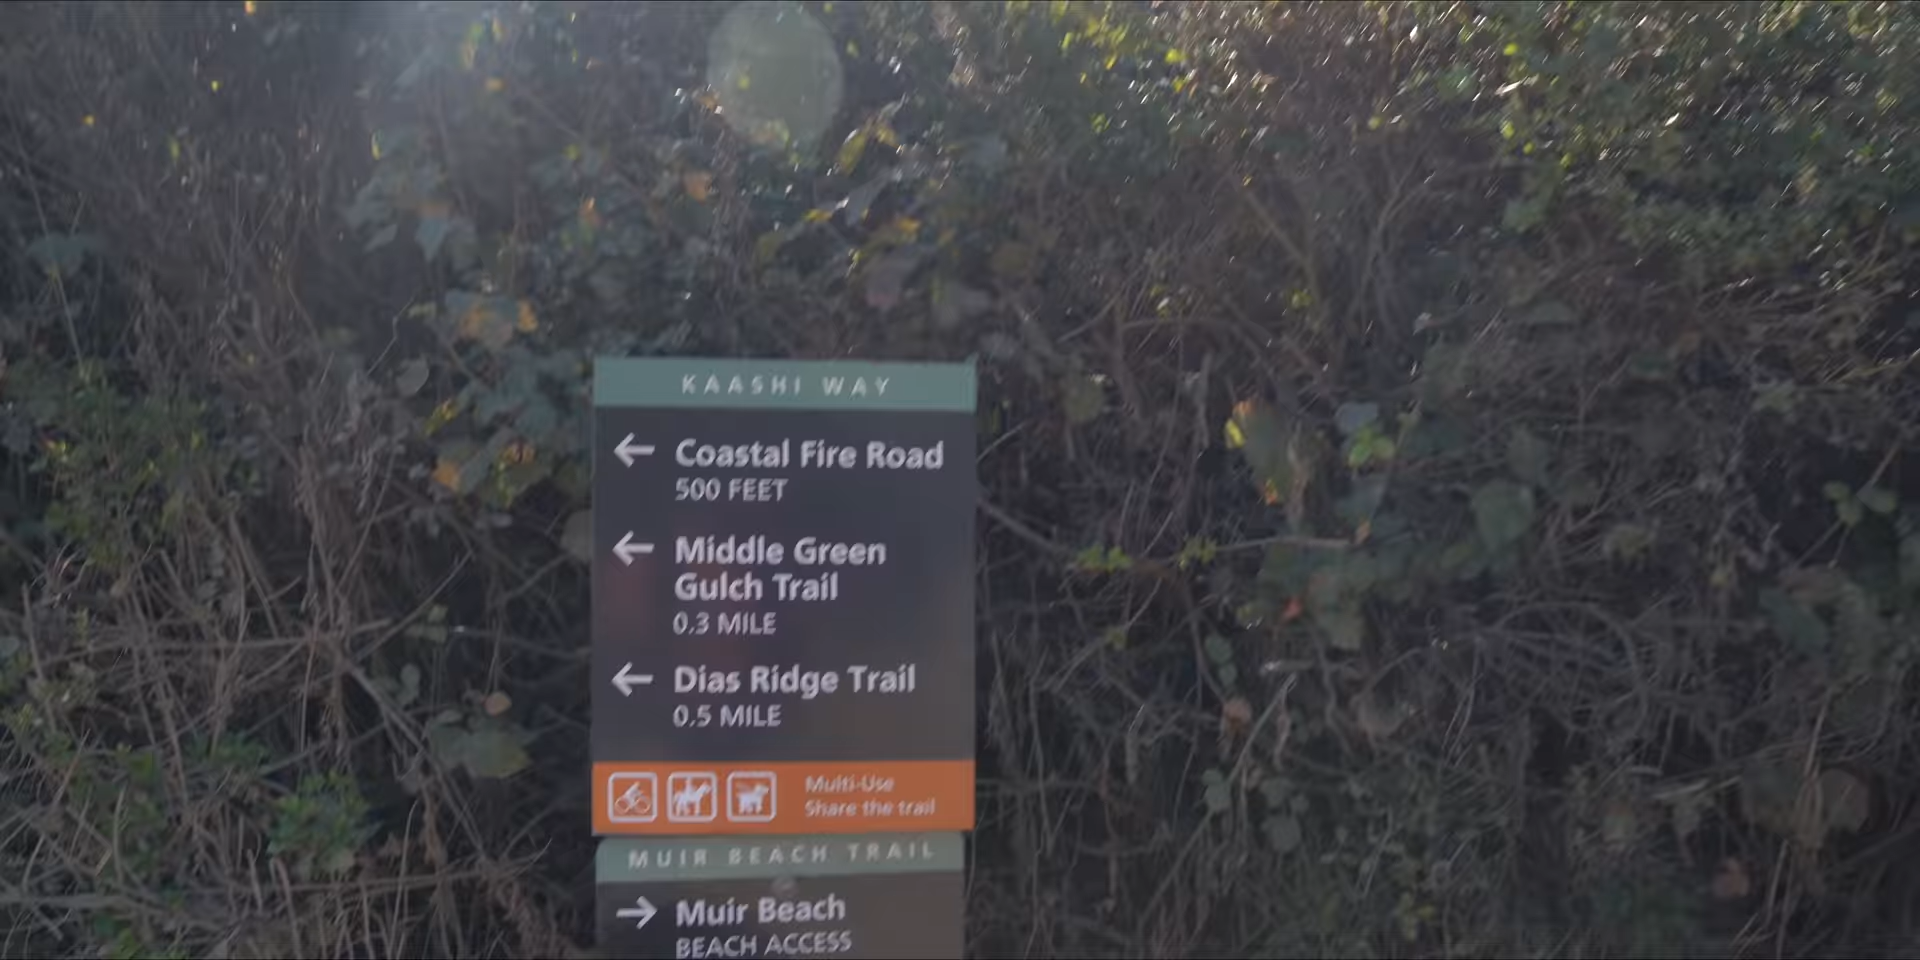 KAASHI WAY
Coastal Fire Road
500 FEET
Middle Green
Gulch Trail
0.3 MILE
Dias Ridge Trail
0.5 MILE
Multi-Use
Share the trail
MUIR BEACH TRAIL
Muir Beach
BEACH ACCESS